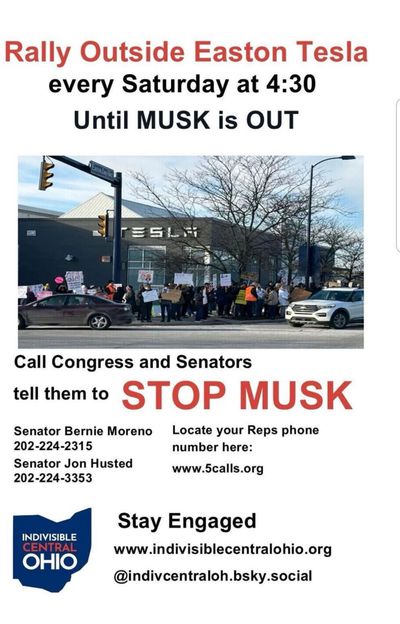 Rally Outside Easton Tesla
every Saturday at 4:30
Until MUSK is OUT
TESLA
Call Congress and Senators
tell them to STOP MUSK
Senator Bernie Moreno
202-224-2315
Senator Jon Husted
202-224-3353
Locate your Reps phone
number here:
www.5calls.org
INDIVISIBLE
CENTRAL
OHIO
Stay Engaged
www.indivisiblecentralohio.org
@indivcentraloh.bsky.social